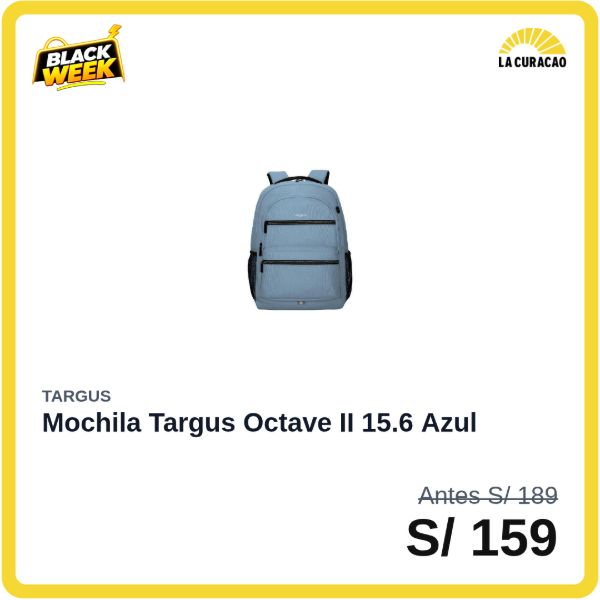 BLACK
WEEK
LA CURACAO
TARGUS
Mochila Targus Octave II 15.6 Azul
Antes S/ 189
S/ 159